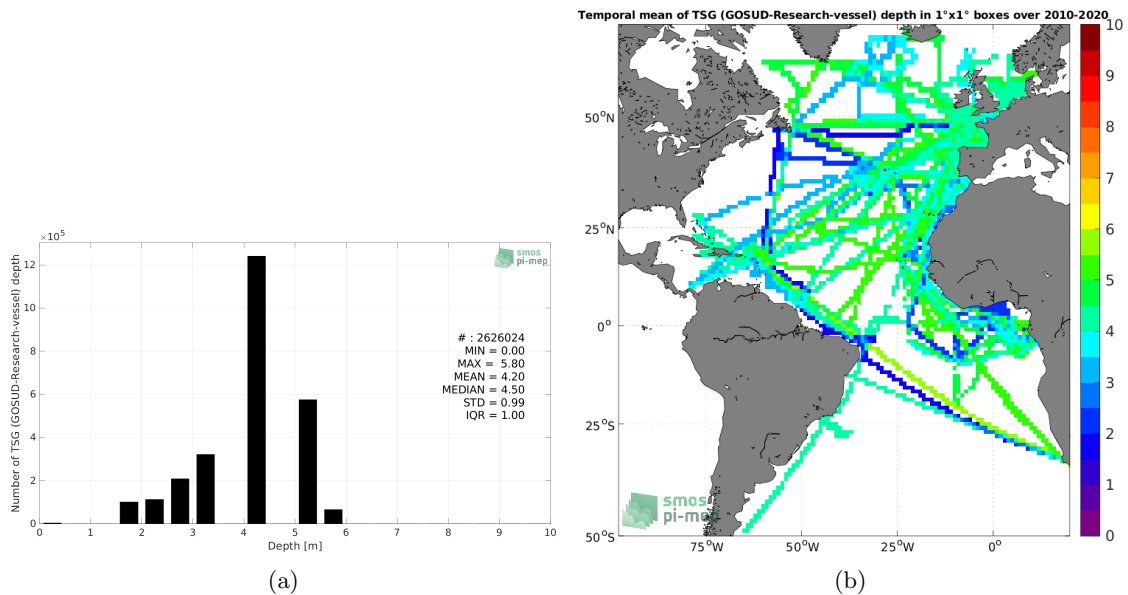 Temporal mean of TSG (GOSUD-Research-vessel) depth in 1°x1° boxes over 2010-2020
×10⁵
12
10
8
6
4
2
0
Number of TSG (GOSUD-Research-vessel) depth
smos
pi-mep
# : 2626024
MIN = 0.00
MAX = 5.80
MEAN = 4.20
MEDIAN = 4.50
STD = 0.99
IQR = 1.00
0 1 2 3 4 5 6 7 8 9 10
Depth [m]
(a)
50°N
25°N
0°
25°S
50°S
75°W 50°W 25°W 0°
smos
pi-mep
10
9
8
7
6
5
4
3
2
1
0
(b)